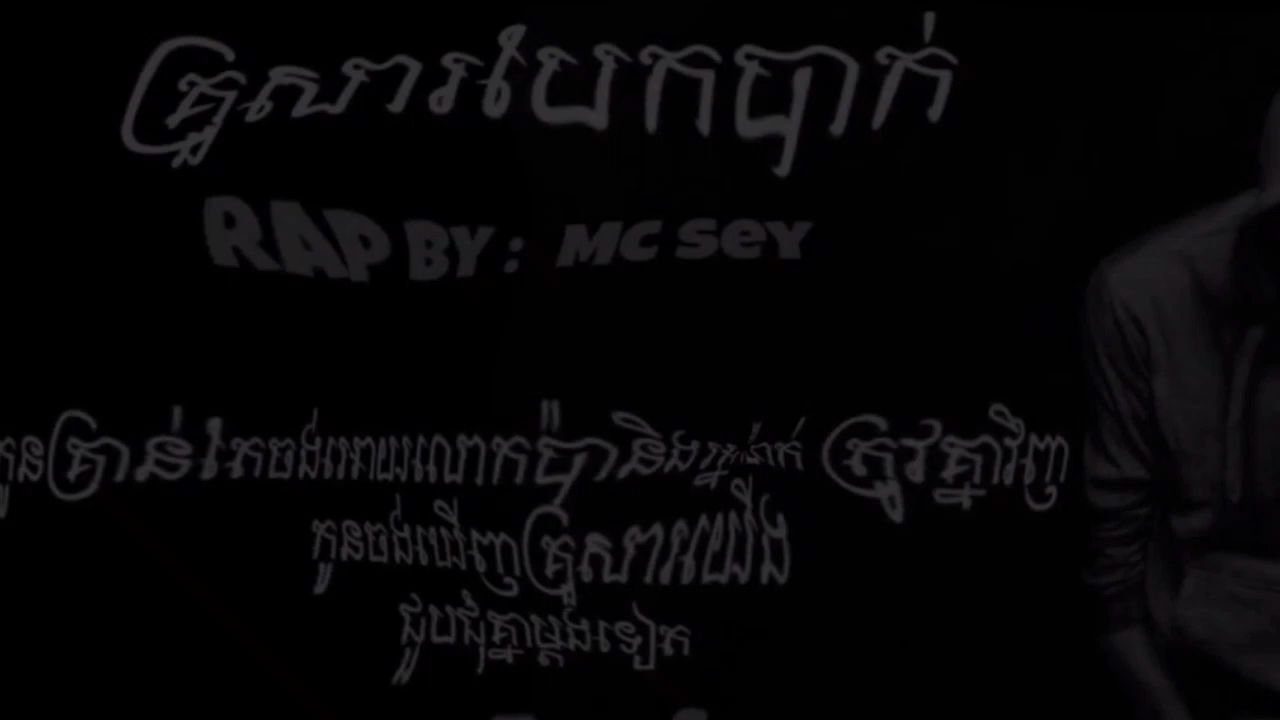 គ្រួសារបែកបាក់
RAP BY : MC SEY
កូនគ្រាន់តែចង់អោយលោកប៉ានិងអ្នកម៉ាក់ ត្រូវគ្នាវិញ
កូនចង់ឃើញគ្រួសារយើង
ជួបជុំគ្នាម្ដងទៀត